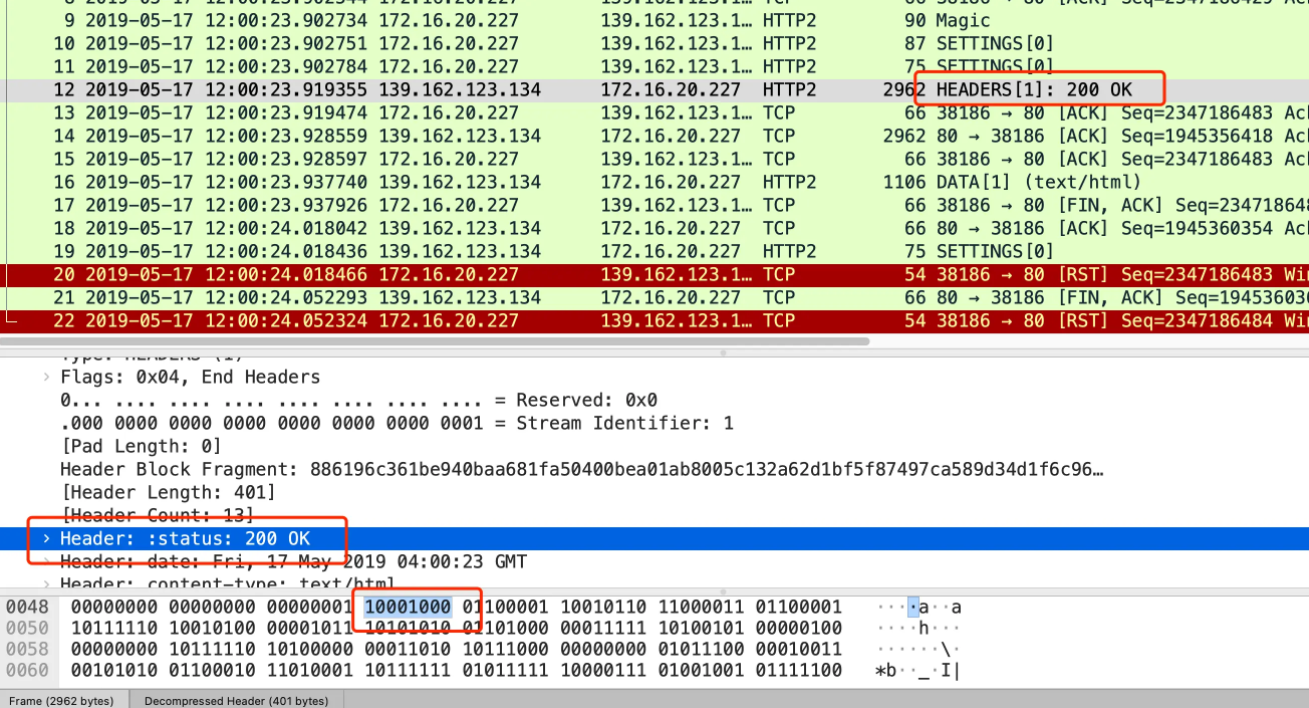 9 2019-05-17 12:00:23.902734 172.16.20.227 139.162.123.1… HTTP2 90 Magic
10 2019-05-17 12:00:23.902751 172.16.20.227 139.162.123.1… HTTP2 87 SETTINGS[0]
11 2019-05-17 12:00:23.902784 172.16.20.227 139.162.123.1… HTTP2 75 SETTINGS[0]
12 2019-05-17 12:00:23.919355 139.162.123.134 172.16.20.227 HTTP2 2962 HEADERS[1]: 200 OK
13 2019-05-17 12:00:23.919474 172.16.20.227 139.162.123.1… TCP 66 38186 → 80 [ACK] Seq=2347186483 Ac
14 2019-05-17 12:00:23.928559 139.162.123.134 172.16.20.227 TCP 2962 80 → 38186 [ACK] Seq=1945356418 Ac
15 2019-05-17 12:00:23.928597 172.16.20.227 139.162.123.1… TCP 66 38186 → 80 [ACK] Seq=2347186483 Ac
16 2019-05-17 12:00:23.937740 139.162.123.134 172.16.20.227 HTTP2 1106 DATA[1] (text/html)
17 2019-05-17 12:00:23.937926 172.16.20.227 139.162.123.1… TCP 66 38186 → 80 [FIN, ACK] Seq=234718648
18 2019-05-17 12:00:24.018042 139.162.123.134 172.16.20.227 TCP 66 80 → 38186 [ACK] Seq=1945360354 Ac
19 2019-05-17 12:00:24.018436 139.162.123.134 172.16.20.227 HTTP2 75 SETTINGS[0]
20 2019-05-17 12:00:24.018466 172.16.20.227 139.162.123.1… TCP 54 38186 → 80 [RST] Seq=2347186483 Wi
21 2019-05-17 12:00:24.052293 139.162.123.134 172.16.20.227 TCP 66 80 → 38186 [FIN, ACK] Seq=19453603
22 2019-05-17 12:00:24.052324 172.16.20.227 139.162.123.1… TCP 54 38186 → 80 [RST] Seq=2347186484 Wi
Type: HEADERS (1)
Flags: 0x04, End Headers
0... .... .... .... .... .... .... .... = Reserved: 0x0
.000 0000 0000 0000 0000 0000 0000 0001 = Stream Identifier: 1
[Pad Length: 0]
Header Block Fragment: 886196c361be940baa681fa50400bea01ab8005c132a62d1bf5f87497ca589d34d1f6c96…
[Header Length: 401]
[Header Count: 13]
Header: :status: 200 OK
Header: date: Fri, 17 May 2019 04:00:23 GMT
Header: content-type: text/html
0048 00000000 00000000 00000001 10001000 01100001 10010110 11000011 01100001 ····a··a
0050 10111110 10010100 00001011 10101010 01101000 00011111 10100101 00000100 ····h···
0058 00000000 10111110 10100000 00011010 10111000 00000000 01011100 00010011 ······\·
0060 00101010 01100010 11010001 10111111 01011111 10000111 01001001 01111100 *b··_·I|
Frame (2962 bytes) Decompressed Header (401 bytes)